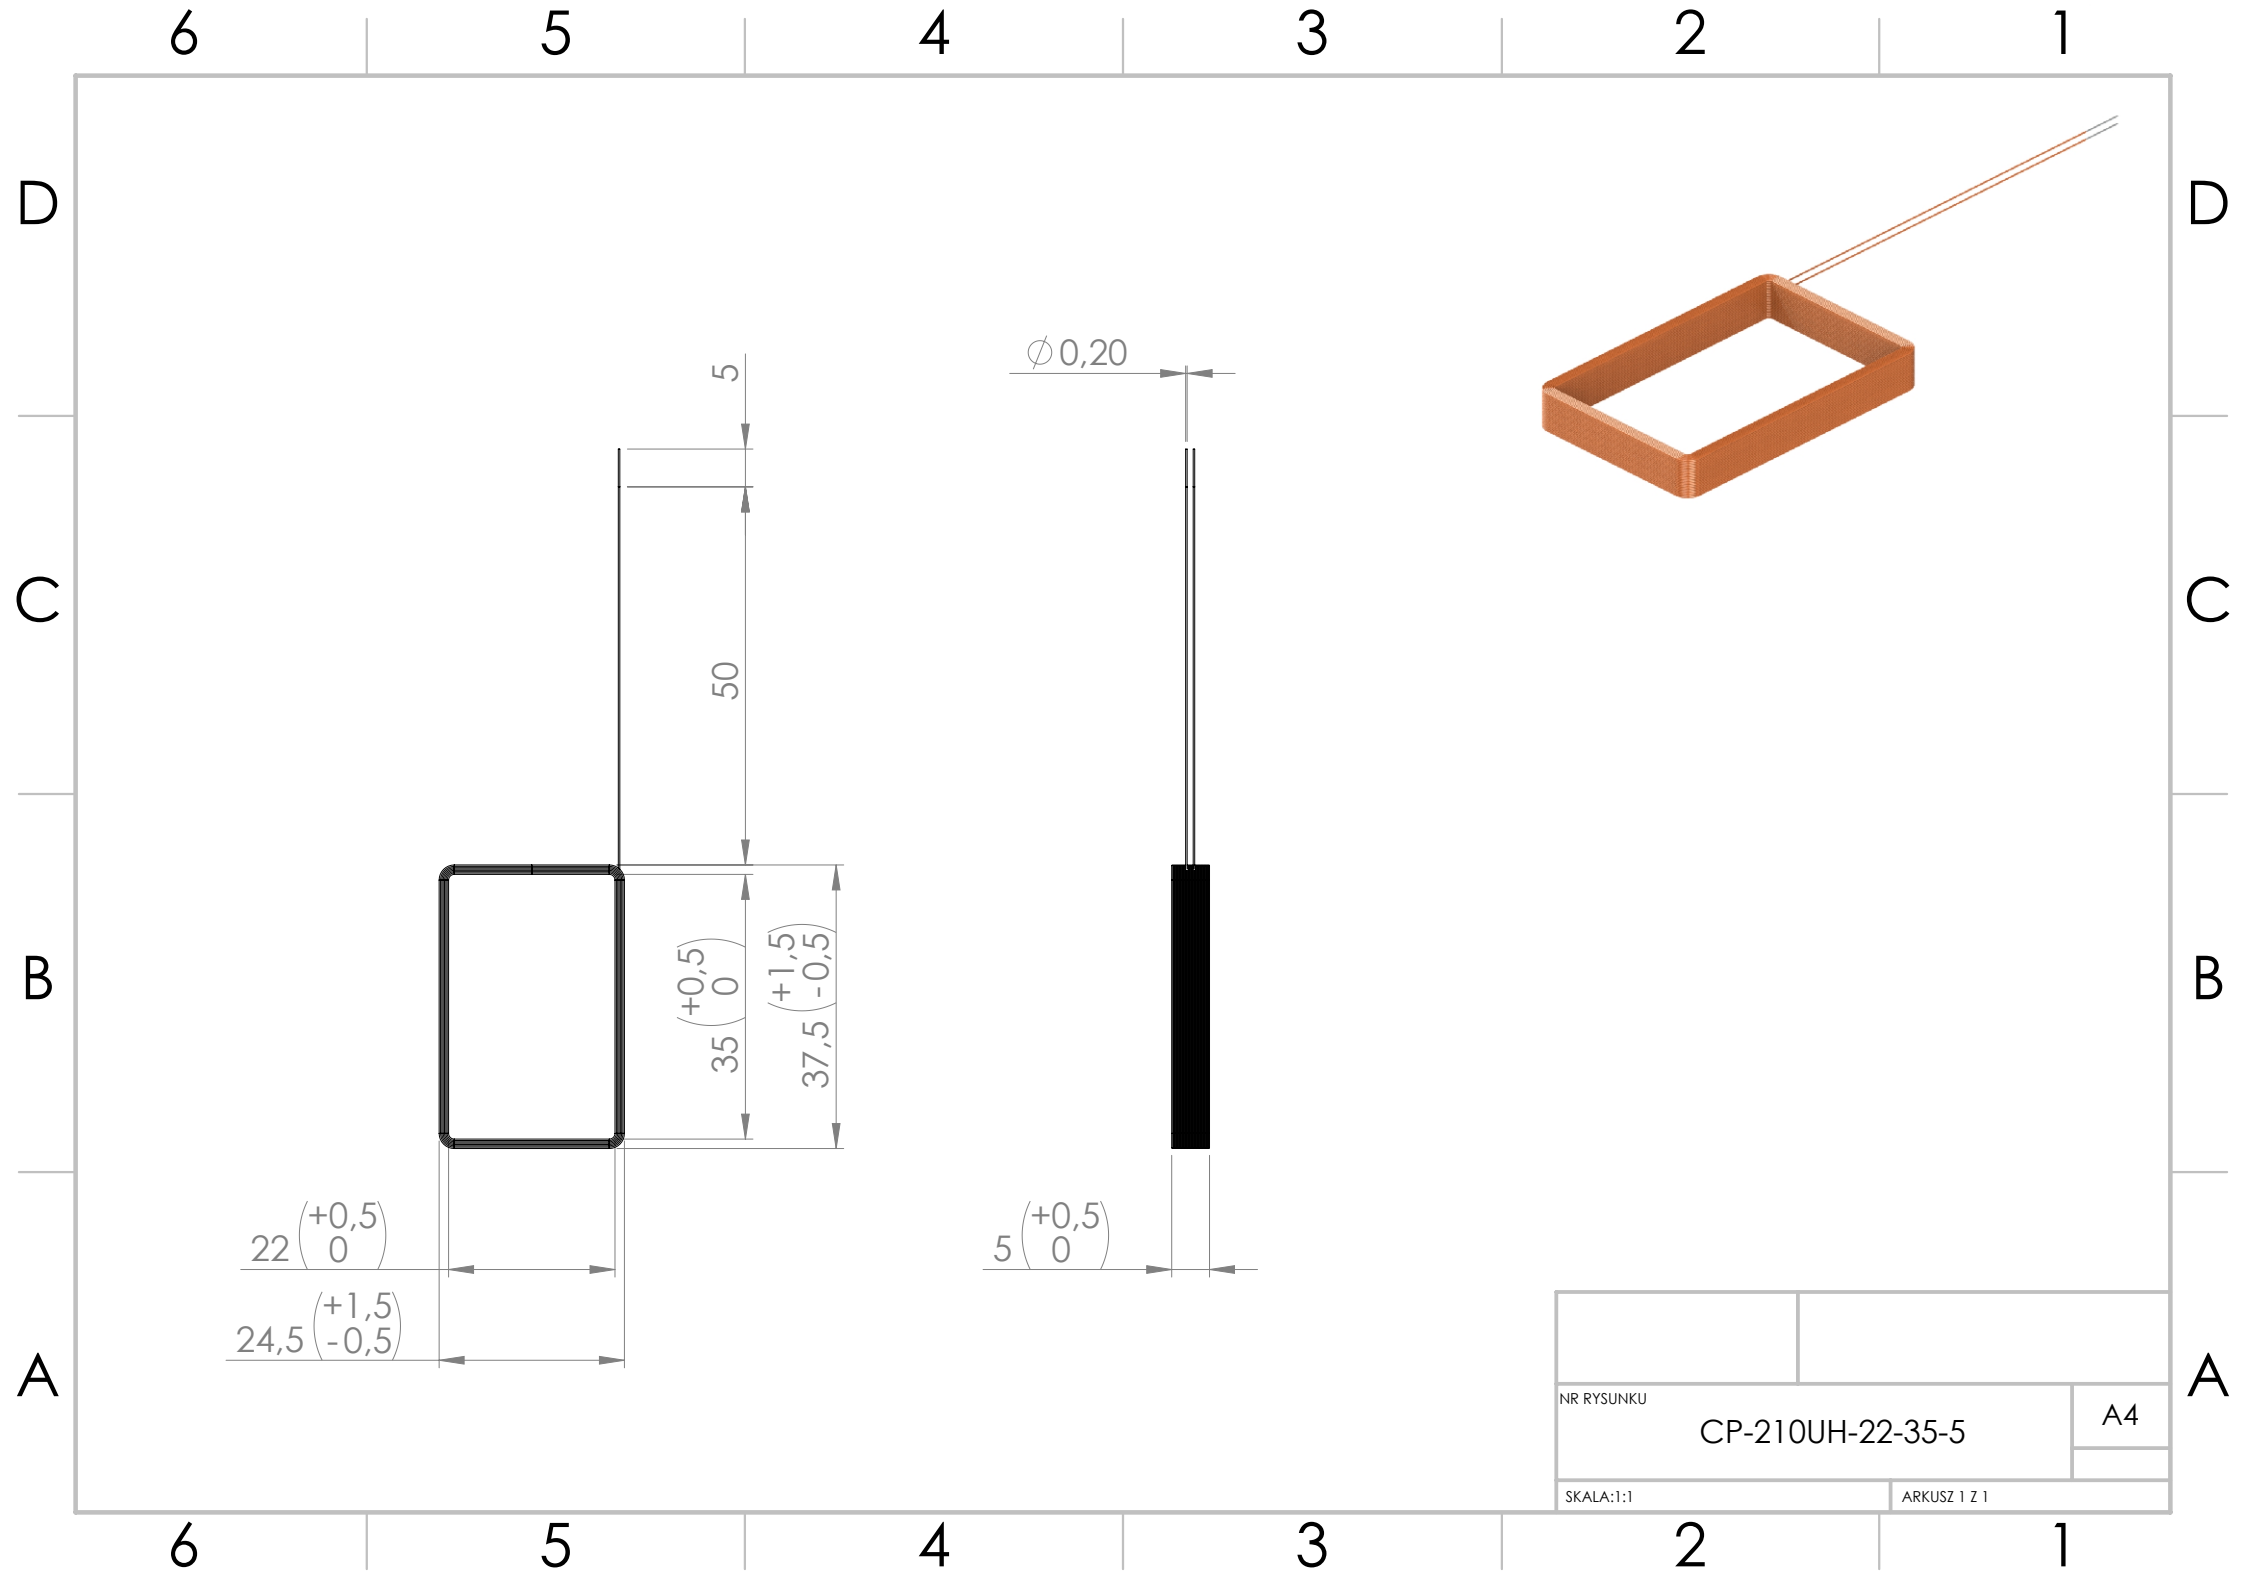 6 5 4 3 2 1
D D
C C
B B
A A
5
50
⌀0,20
35 (+0,5 0)
37,5 (+1,5 -0,5)
22 (+0,5 0)
24,5 (+1,5 -0,5)
5 (+0,5 0)
NR RYSUNKU
CP-210UH-22-35-5
A4
SKALA:1:1
ARKUSZ 1 Z 1
6 5 4 3 2 1